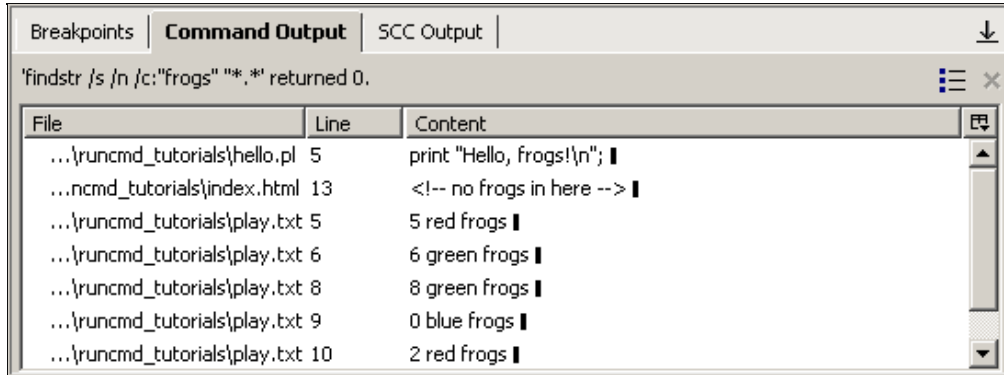 Breakpoints Command Output SCC Output
'findstr /s /n /c:"frogs" "*.*' returned 0.
File Line Content
...\runcmd_tutorials\hello.pl 5 print "Hello, frogs!\n";
...ncmd_tutorials\index.html 13 <!-- no frogs in here -->
...\runcmd_tutorials\play.txt 5 5 red frogs
...\runcmd_tutorials\play.txt 6 6 green frogs
...\runcmd_tutorials\play.txt 8 8 green frogs
...\runcmd_tutorials\play.txt 9 0 blue frogs
...\runcmd_tutorials\play.txt 10 2 red frogs